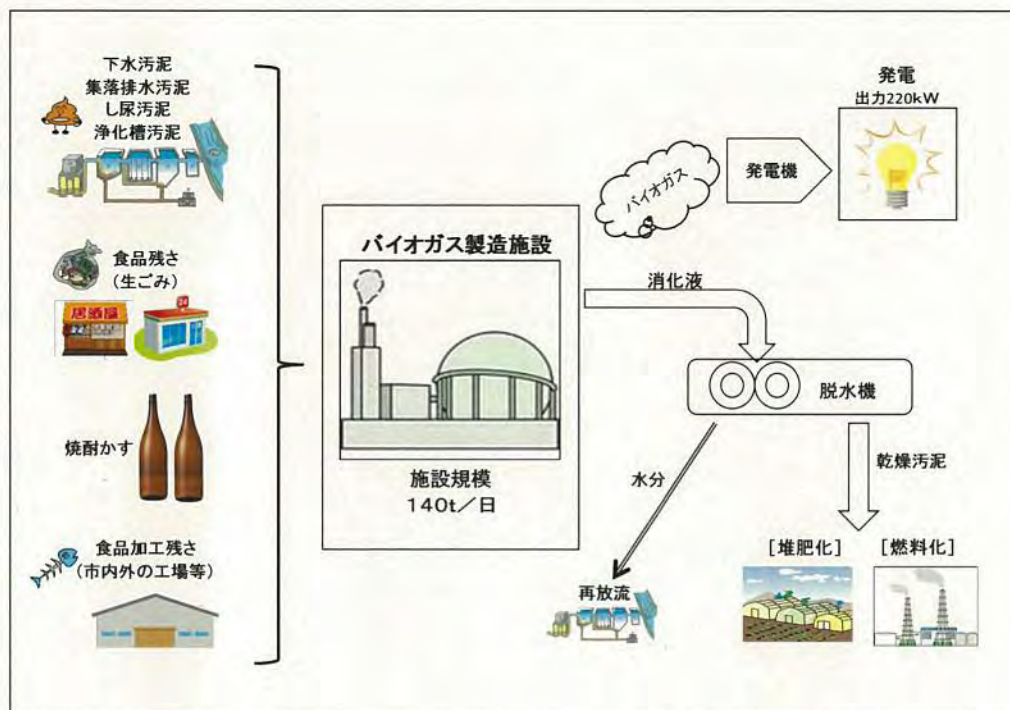 下水汚泥
集落排水汚泥
し尿汚泥
浄化槽汚泥
食品残さ
（生ごみ）
居酒屋
24
焼酎かす
食品加工残さ
（市内外の工場等）
バイオガス製造施設
施設規模
140t／日
バイオガス
発電機
発電
出力220kW
消化液
脱水機
水分
乾燥汚泥
再放流
［堆肥化］
［燃料化］